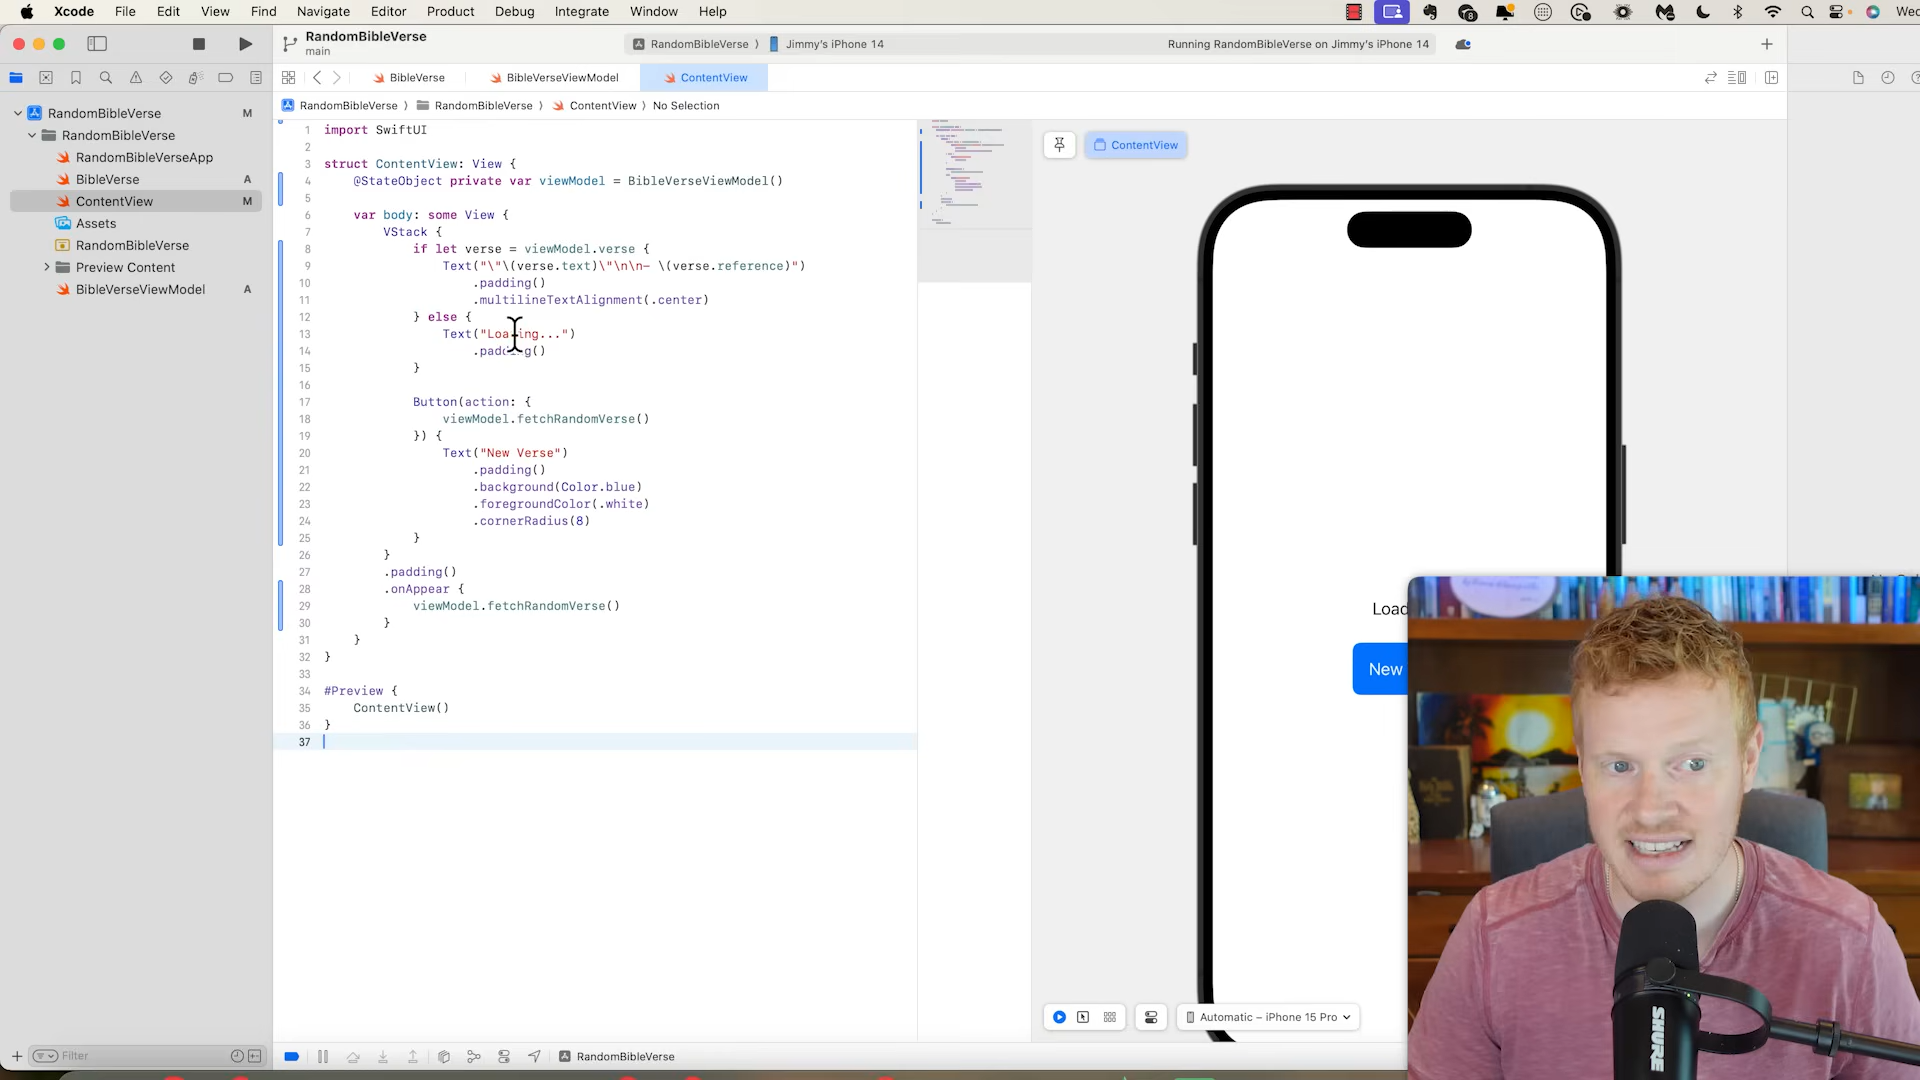 Xcode File Edit View Find Navigate Editor Product Debug Integrate Window Help
RandomBibleVerse
main
RandomBibleVerse 〉 Jimmy's iPhone 14
Running RandomBibleVerse on Jimmy's iPhone 14
BibleVerse BibleVerseViewModel ContentView
RandomBibleVerse 〉 RandomBibleVerse 〉 ContentView 〉 No Selection
RandomBibleVerse M
RandomBibleVerse
RandomBibleVerseApp
BibleVerse A
ContentView M
Assets
RandomBibleVerse
Preview Content
BibleVerseViewModel A
1 import SwiftUI
2
3 struct ContentView: View {
4 @StateObject private var viewModel = BibleVerseViewModel()
5
6 var body: some View {
7 VStack {
8 if let verse = viewModel.verse {
9 Text("\"\(verse.text)\"\n\n- \(verse.reference)")
10 .padding()
11 .multilineTextAlignment(.center)
12 } else {
13 Text("Loading...")
14 .padding()
15 }
16
17 Button(action: {
18 viewModel.fetchRandomVerse()
19 }) {
20 Text("New Verse")
21 .padding()
22 .background(Color.blue)
23 .foregroundColor(.white)
24 .cornerRadius(8)
25 }
26 }
27 .padding()
28 .onAppear {
29 viewModel.fetchRandomVerse()
30 }
31 }
32 }
33
34 #Preview {
35 ContentView()
36 }
37
ContentView
Load
New
Automatic – iPhone 15 Pro
Filter
RandomBibleVerse
SHURE